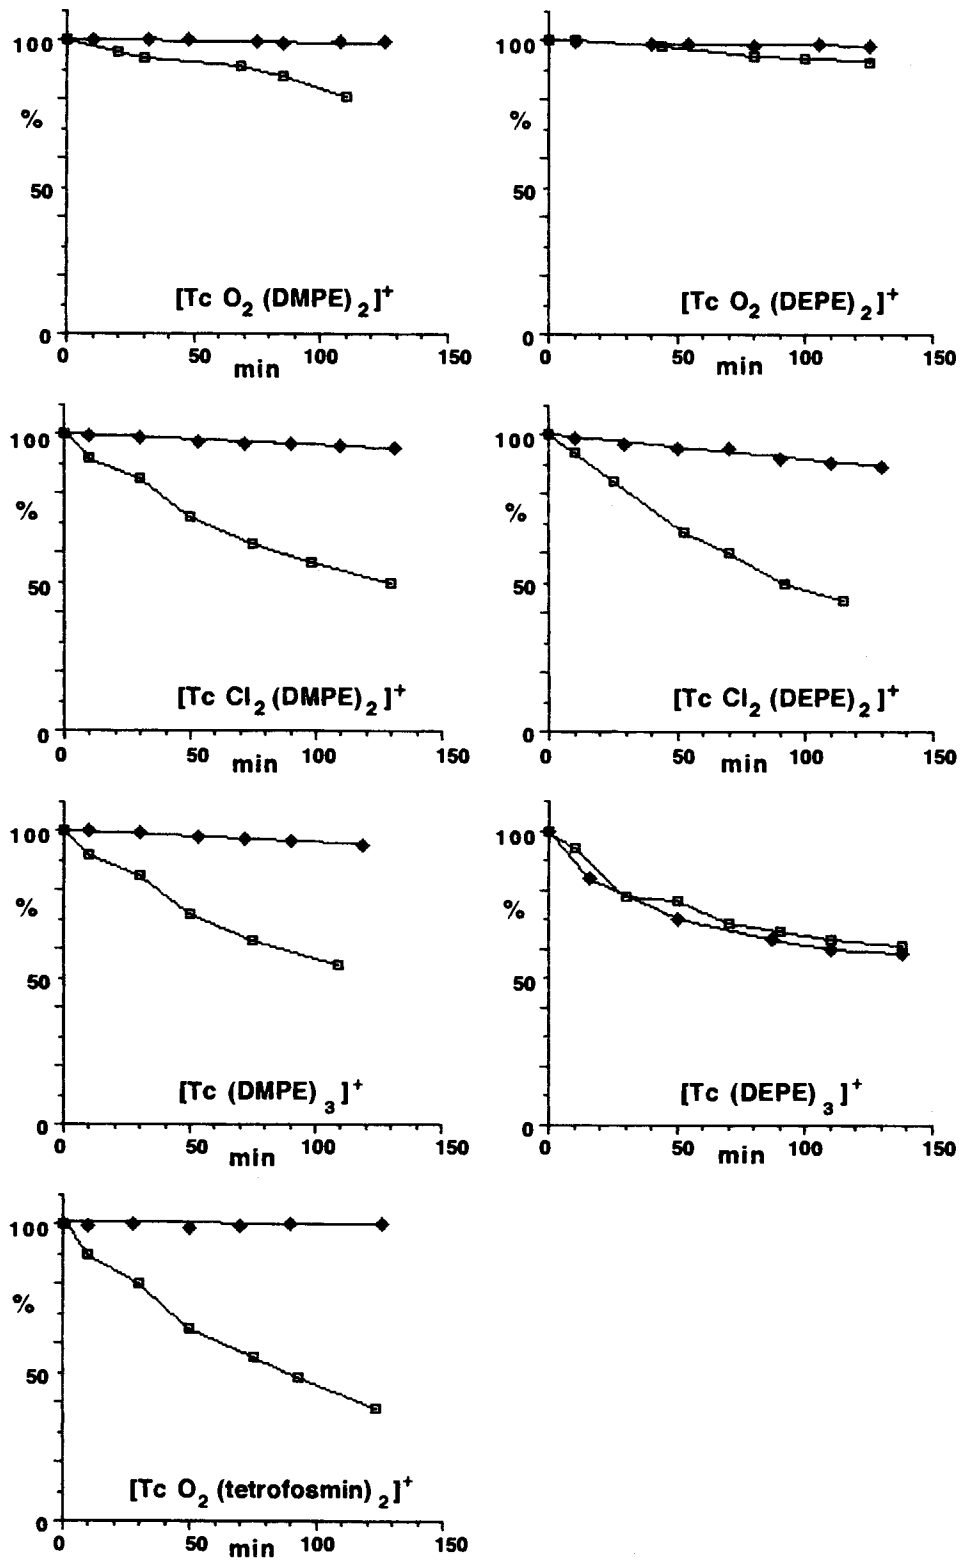 100
%
50
[Tc O2 (DMPE)2]+
0
0 50 100 150
min
100
%
50
[Tc O2 (DEPE)2]+
0
0 50 100 150
min
100
%
50
[Tc Cl2 (DMPE)2]+
0
0 50 100 150
min
100
%
50
[Tc Cl2 (DEPE)2]+
0
0 50 100 150
min
100
%
50
[Tc (DMPE)3]+
0
0 50 100 150
min
100
%
50
[Tc (DEPE)3]+
0
0 50 100 150
min
100
%
50
[Tc O2 (tetrofosmin)2]+
0
0 50 100 150
min